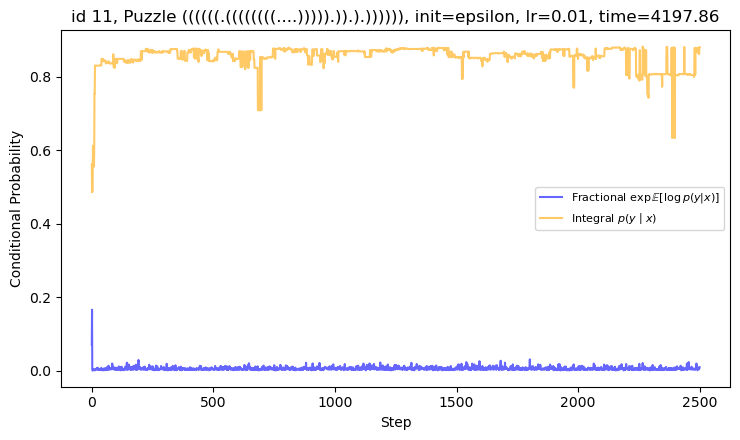 id 11, Puzzle ((((((.((((((((....))))).)).).)))))), init=epsilon, lr=0.01, time=4197.86
Conditional Probability
0.8
0.6
0.4
0.2
0.0
Fractional exp𝔼[log p(y|x)]
Integral p(y | x)
0
500
1000
1500
2000
2500
Step